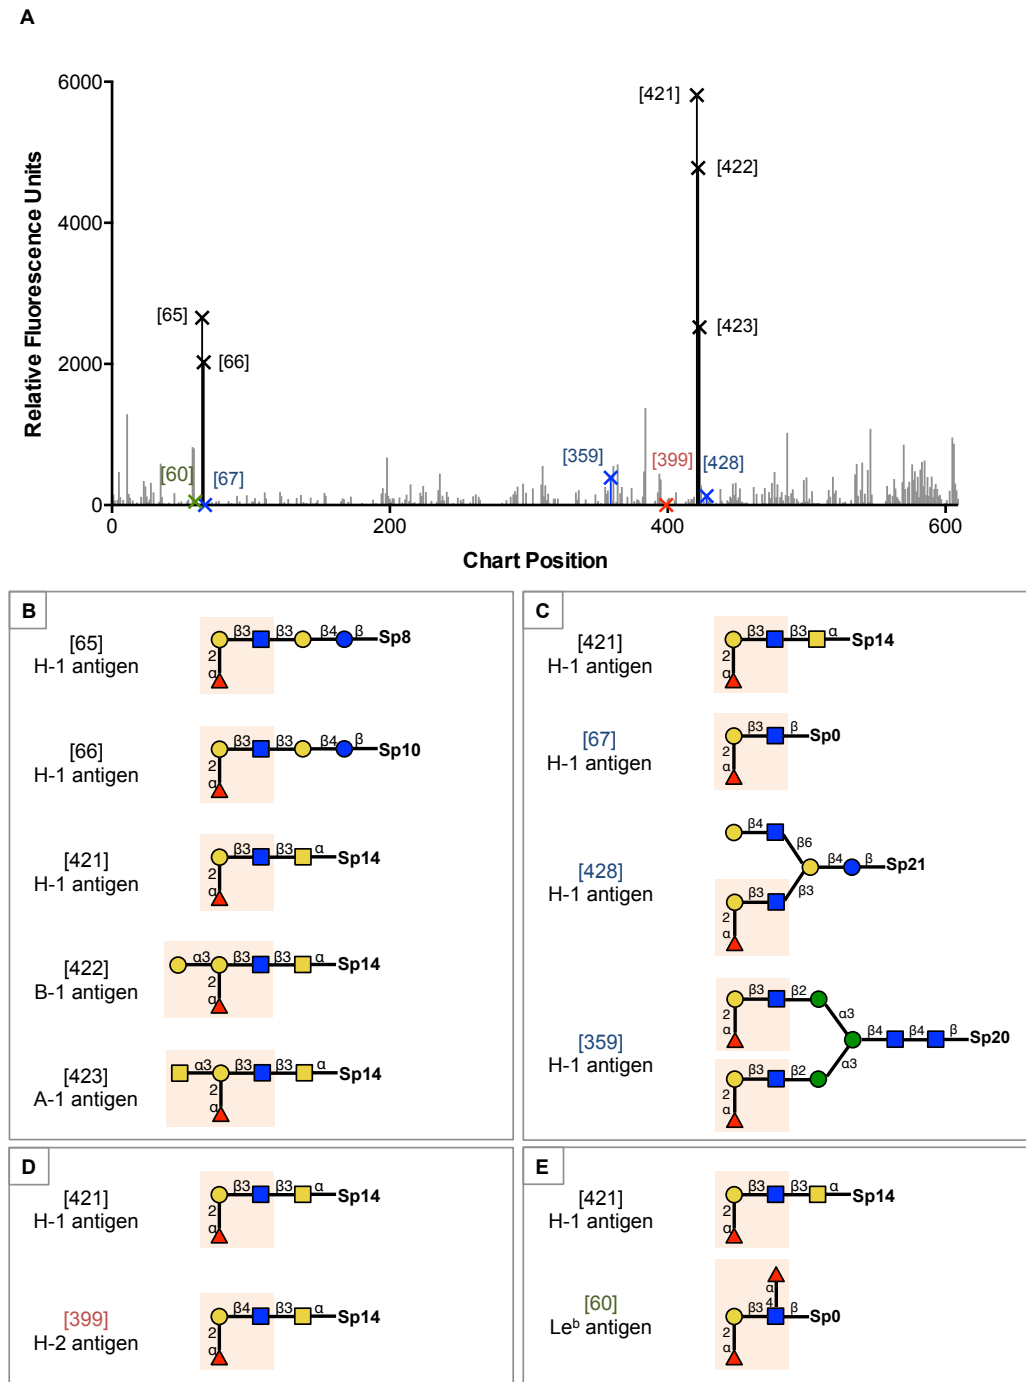 A
6000
4000
2000
0
Relative Fluorescence Units
[421]
[422]
[423]
[65]
[66]
[60]
[67]
[359]
[399]
[428]
0 200 400 600
Chart Position
B
[65]
H-1 antigen
β3 β3 β4 β Sp8
2
α
[66]
H-1 antigen
β3 β3 β4 β Sp10
2
α
[421]
H-1 antigen
β3 β3 α Sp14
2
α
[422]
B-1 antigen
α3 β3 β3 α Sp14
2
α
[423]
A-1 antigen
α3 β3 β3 α Sp14
2
α
C
[421]
H-1 antigen
β3 β3 α Sp14
2
α
[67]
H-1 antigen
β3 β Sp0
2
α
[428]
H-1 antigen
β4
β6
β4 β Sp21
β3 β3
2
α
[359]
H-1 antigen
β3 β2
α3
2
α
β4 β4 β Sp20
α3
β3 β2
2
α
D
[421]
H-1 antigen
β3 β3 α Sp14
2
α
[399]
H-2 antigen
β4 β3 α Sp14
2
α
E
[421]
H-1 antigen
β3 β3 α Sp14
2
α
[60]
Leᵇ antigen
α
4
β3 β Sp0
2
α